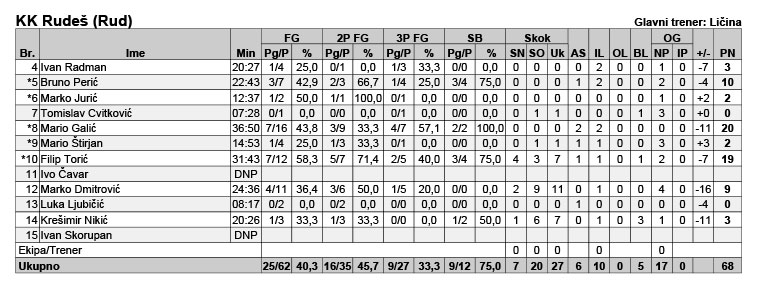 KK Rudeš (Rud) Glavni trener: Ličina
FG 2P FG 3P FG SB Skok OG
Br. Ime Min Pg/P % Pg/P % Pg/P % Pg/P % SN SO Uk AS IL OL BL NP IP +/- PN
4 Ivan Radman 20:27 1/4 25,0 0/1 0,0 1/3 33,3 0/0 0,0 0 0 0 0 2 0 0 1 0 -7 3
*5 Bruno Perić 22:43 3/7 42,9 2/3 66,7 1/4 25,0 3/4 75,0 0 0 0 1 2 0 0 2 0 -4 10
*6 Marko Jurić 12:37 1/2 50,0 1/1 100,0 0/1 0,0 0/0 0,0 0 0 0 0 0 0 0 1 0 +2 2
7 Tomislav Cvitković 07:28 0/1 0,0 0/0 0,0 0/1 0,0 0/0 0,0 0 1 1 0 0 0 1 3 0 +0 0
*8 Mario Galić 36:50 7/16 43,8 3/9 33,3 4/7 57,1 2/2 100,0 0 0 0 2 2 0 0 0 0 -11 20
*9 Mario Štirjan 14:53 1/4 25,0 1/3 33,3 0/1 0,0 0/0 0,0 0 1 1 0 0 0 0 3 0 +3 2
*10 Filip Torić 31:43 7/12 58,3 5/7 71,4 2/5 40,0 3/4 75,0 4 3 7 1 1 0 1 2 0 -7 19
11 Ivo Čavar DNP
12 Marko Dmitrović 24:36 4/11 36,4 3/6 50,0 1/5 20,0 0/0 0,0 2 9 11 0 1 0 0 4 0 -16 9
13 Luka Ljubičić 08:17 0/2 0,0 0/2 0,0 0/0 0,0 0/0 0,0 0 0 0 1 0 0 0 0 0 -4 0
14 Krešimir Nikić 20:26 1/3 33,3 1/3 33,3 0/0 0,0 1/2 50,0 1 6 7 0 1 0 3 1 0 -11 3
15 Ivan Skorupan DNP
Ekipa/Trener 0 0 0 0 0
Ukupno 25/62 40,3 16/35 45,7 9/27 33,3 9/12 75,0 7 20 27 6 10 0 5 17 0 68